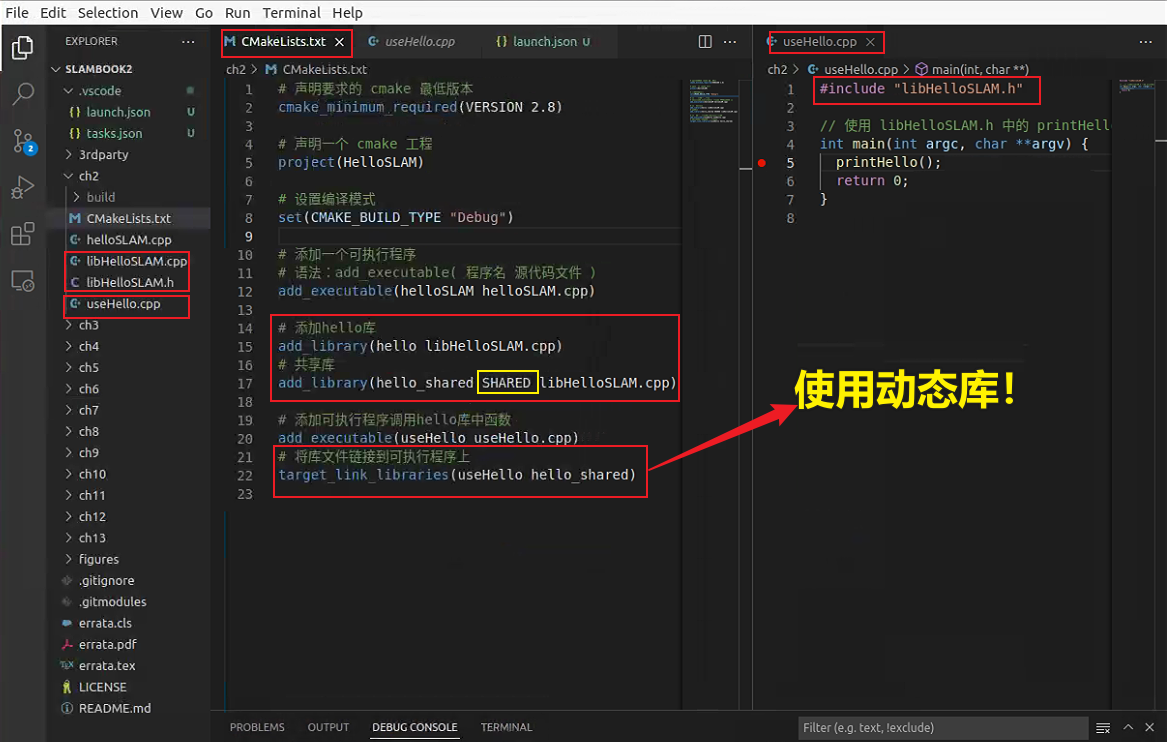 File Edit Selection View Go Run Terminal Help
EXPLORER
SLAMBOOK2
.vscode
{} launch.json U
{} tasks.json U
3rdparty
ch2
build
M CMakeLists.txt
helloSLAM.cpp
libHelloSLAM.cpp
C libHelloSLAM.h
useHello.cpp
ch3
ch4
ch5
ch6
ch7
ch8
ch9
ch10
ch11
ch12
ch13
figures
.gitignore
.gitmodules
errata.cls
errata.pdf
errata.tex
LICENSE
README.md
2
M CMakeLists.txt
useHello.cpp
{} launch.json U
ch2 > M CMakeLists.txt
1 # 声明要求的 cmake 最低版本
2 cmake_minimum_required(VERSION 2.8)
3
4 # 声明一个 cmake 工程
5 project(HelloSLAM)
6
7 # 设置编译模式
8 set(CMAKE_BUILD_TYPE "Debug")
9
10 # 添加一个可执行程序
11 # 语法：add_executable( 程序名 源代码文件 )
12 add_executable(helloSLAM helloSLAM.cpp)
13
14 # 添加hello库
15 add_library(hello libHelloSLAM.cpp)
16 # 共享库
17 add_library(hello_shared SHARED libHelloSLAM.cpp)
18
19 # 添加可执行程序调用hello库中函数
20 add_executable(useHello useHello.cpp)
21 # 将库文件链接到可执行程序上
22 target_link_libraries(useHello hello_shared)
23
useHello.cpp
ch2 > useHello.cpp > main(int, char **)
1 #include "libHelloSLAM.h"
2
3 // 使用 libHelloSLAM.h 中的 printHello
4 int main(int argc, char **argv) {
5 printHello();
6 return 0;
7 }
8
使用动态库！
PROBLEMS OUTPUT DEBUG CONSOLE TERMINAL
Filter (e.g. text, !exclude)